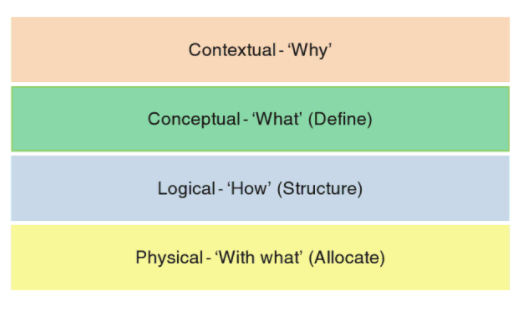 Contextual - ‘Why’
Conceptual - ‘What’ (Define)
Logical - ‘How’ (Structure)
Physical - ‘With what’ (Allocate)